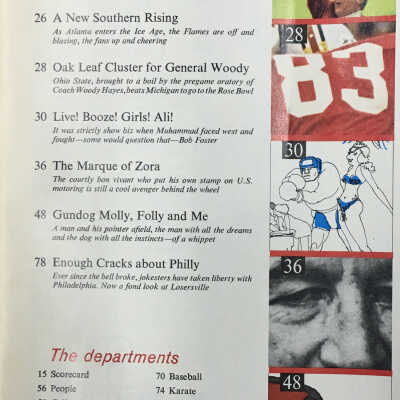 26 A New Southern Rising
As Atlanta enters the Ice Age, the Flames are off and
blazing, the fans up and cheering
28 Oak Leaf Cluster for General Woody
Ohio State, brought to a boil by the pregame oratory of
Coach Woody Hayes, beats Michigan to go to the Rose Bowl
30 Live! Booze! Girls! Ali!
It was strictly show biz when Muhammad faced west and
fought—some would question that—Bob Foster
36 The Marque of Zora
The courtly bon vivant who put his own stamp on U.S.
motoring is still a cool avenger behind the wheel
48 Gundog Molly, Folly and Me
A man and his pointer afield, the man with all the dreams
and the dog with all the instincts—of a whippet
78 Enough Cracks about Philly
Ever since the bell broke, jokesters have taken liberty with
Philadelphia. Now a fond look at Losersville
The departments
15 Scorecard
56 People
70 Baseball
74 Karate
28
83
30
36
48